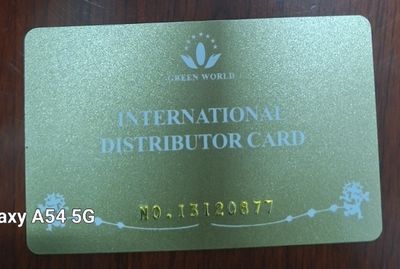 GREEN WORLD
INTERNATIONAL
DISTRIBUTOR CARD
NO.13120877
axy A54 5G